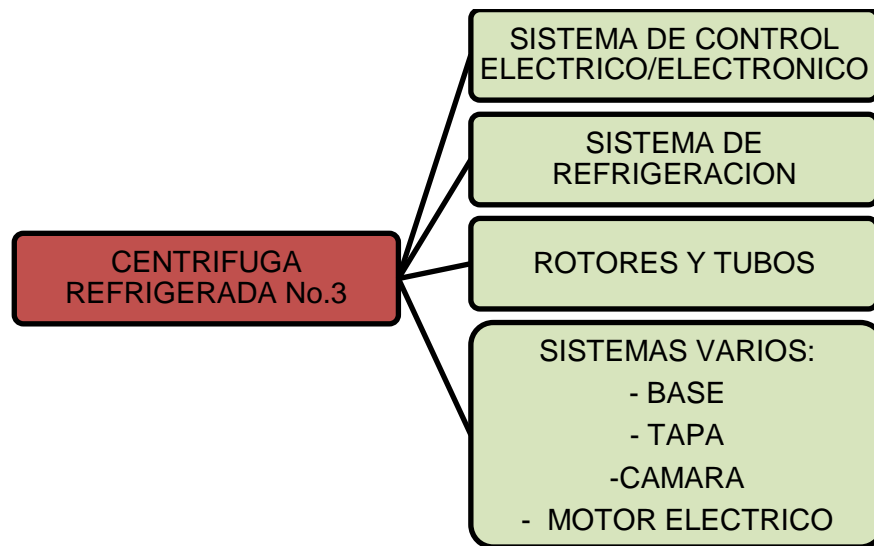 SISTEMA DE CONTROL
ELECTRICO/ELECTRONICO
SISTEMA DE
REFRIGERACION
CENTRIFUGA
REFRIGERADA No.3
ROTORES Y TUBOS
SISTEMAS VARIOS:
- BASE
- TAPA
-CAMARA
- MOTOR ELECTRICO